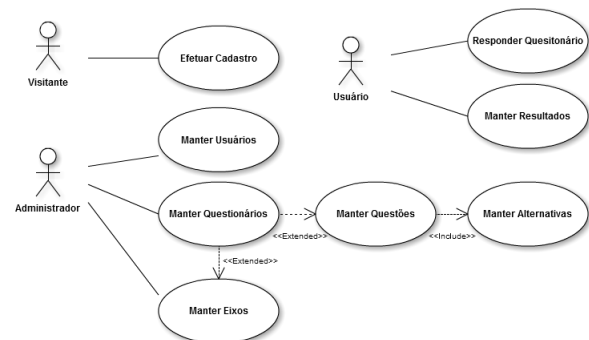 Visitante
Efetuar Cadastro
Usuário
Responder Quesitonário
Manter Resultados
Administrador
Manter Usuários
Manter Questionários
<<Extended>>
Manter Questões
<<Include>>
Manter Alternativas
<<Extended>>
Manter Eixos